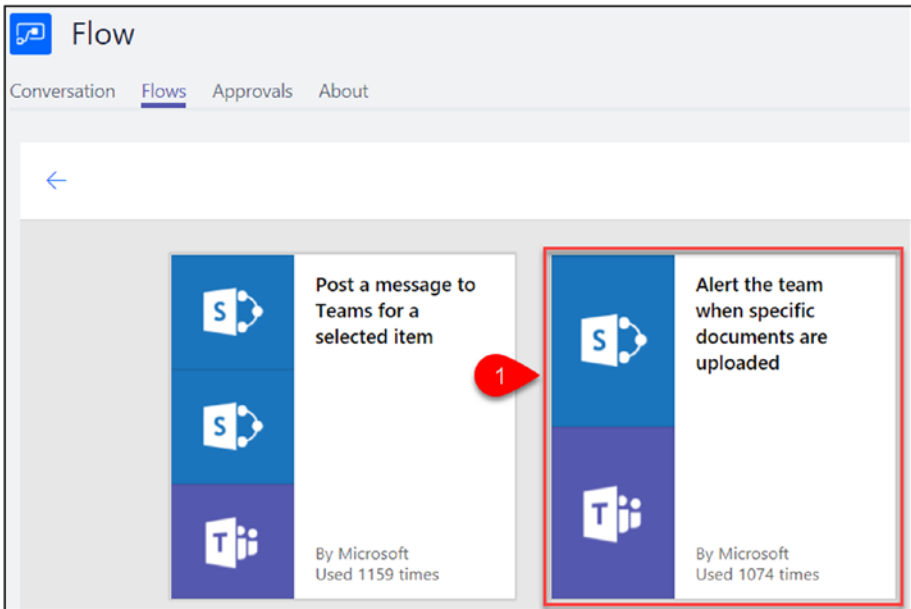 Flow
Conversation Flows Approvals About
Post a message to
Teams for a
selected item
By Microsoft
Used 1159 times
1
Alert the team
when specific
documents are
uploaded
By Microsoft
Used 1074 times
S
S
T
S
T